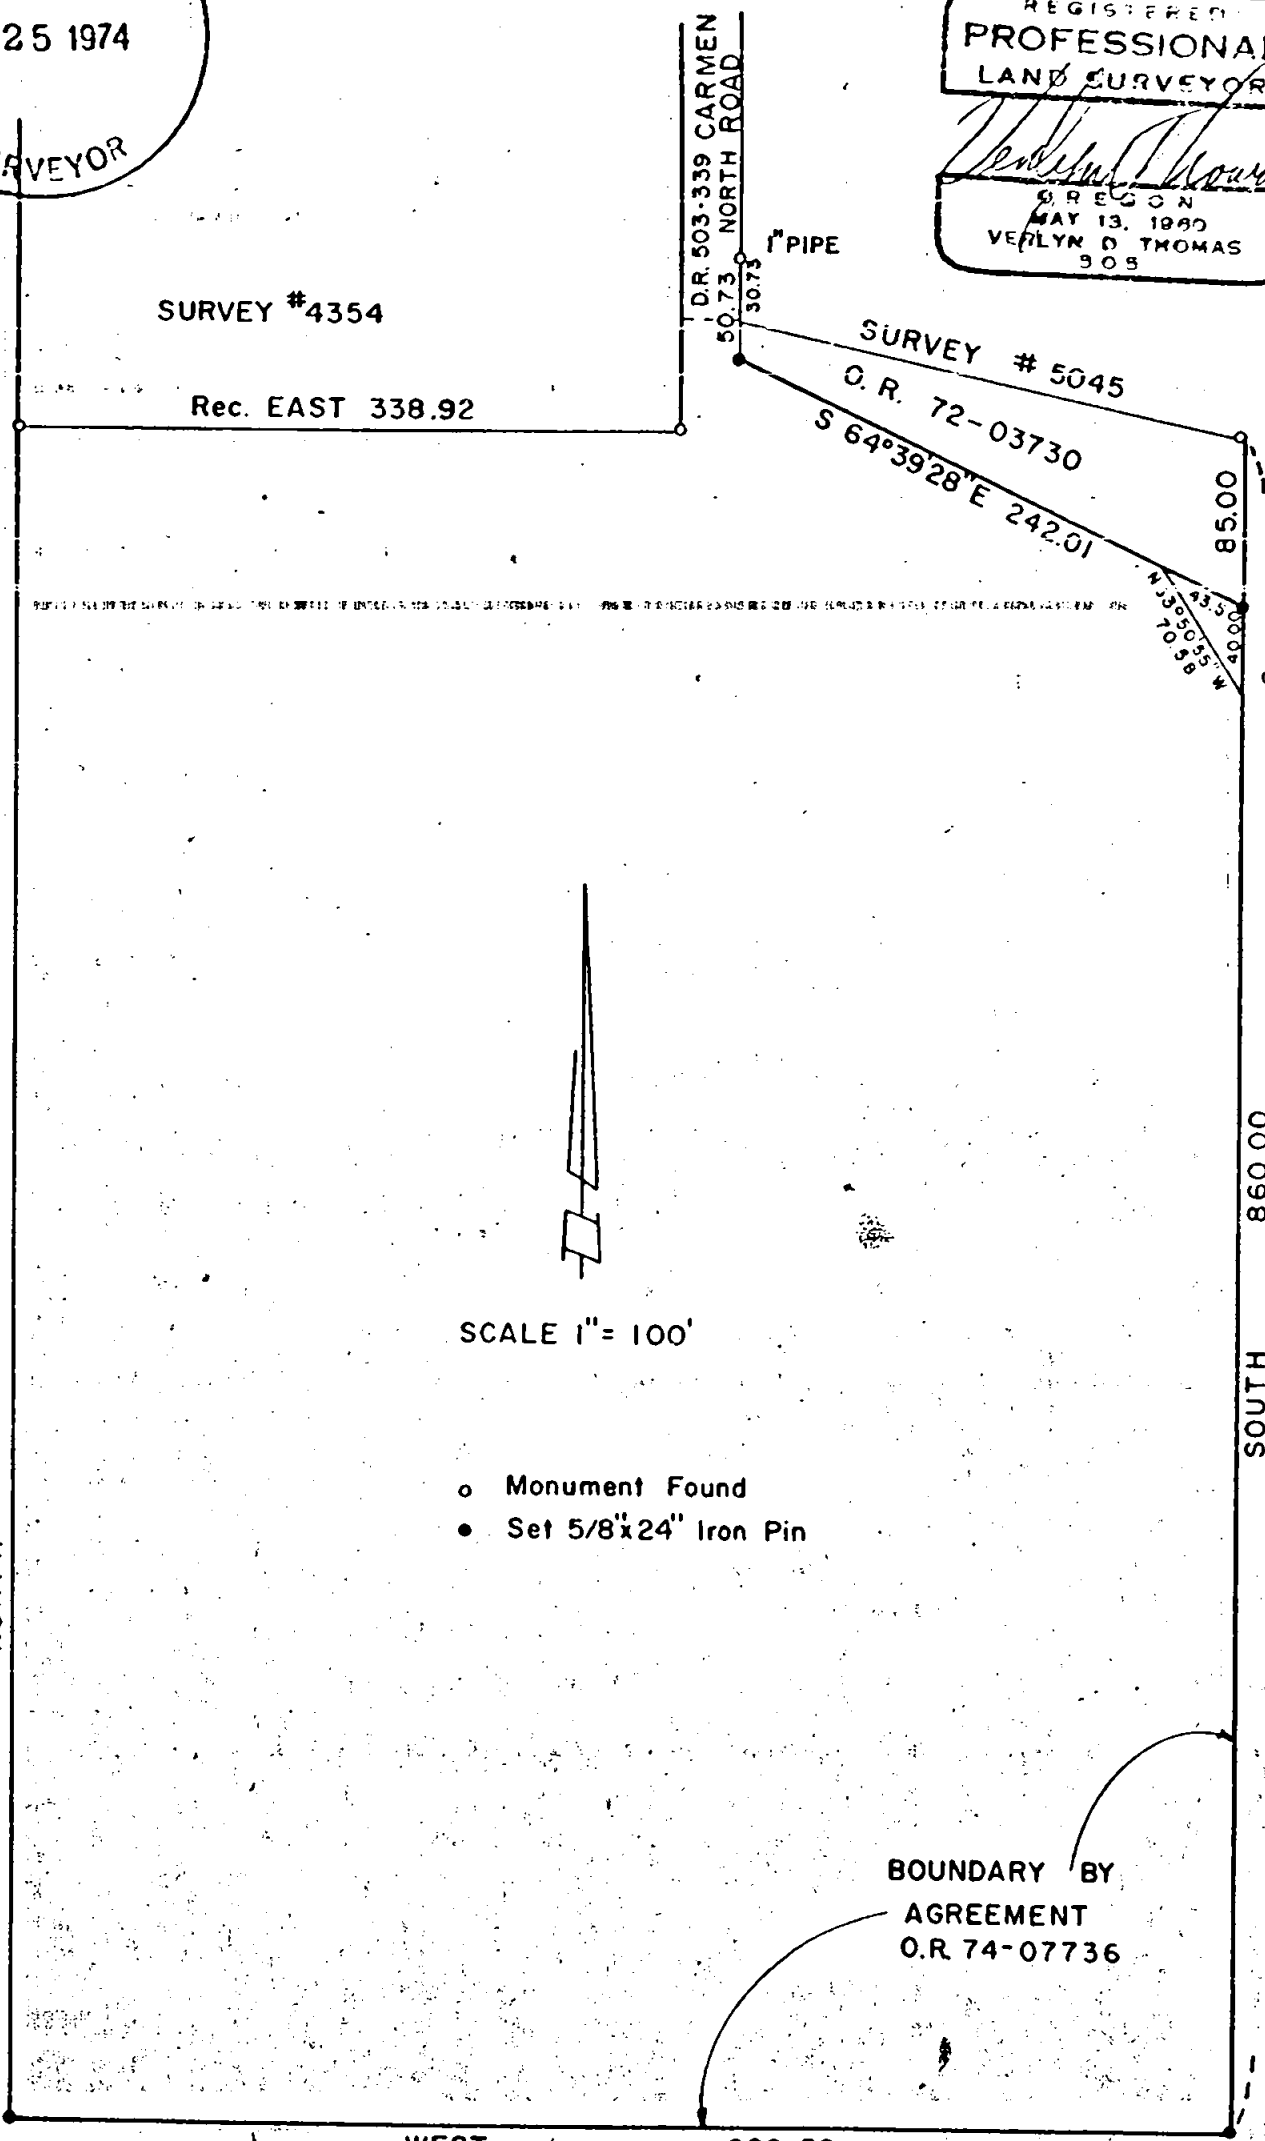 25 1974
RVEYOR
REGISTERED
PROFESSIONAL
LAND SURVEYOR
OREGON
MAY 13, 1960
VERLYN D THOMAS
905
D.R. 503-339 CARMEN
NORTH ROAD
50.73
30.73
1" PIPE
SURVEY #4354
Rec. EAST 338.92
SURVEY # 5045
O. R. 72-03730
S 64°39'28"E 242.01
85.00
43.50
40.00
70.58
SCALE 1"= 100'
Monument Found
Set 5/8"x24" Iron Pin
SOUTH 860.00
BOUNDARY BY
AGREEMENT
O.R. 74-07736
WEST